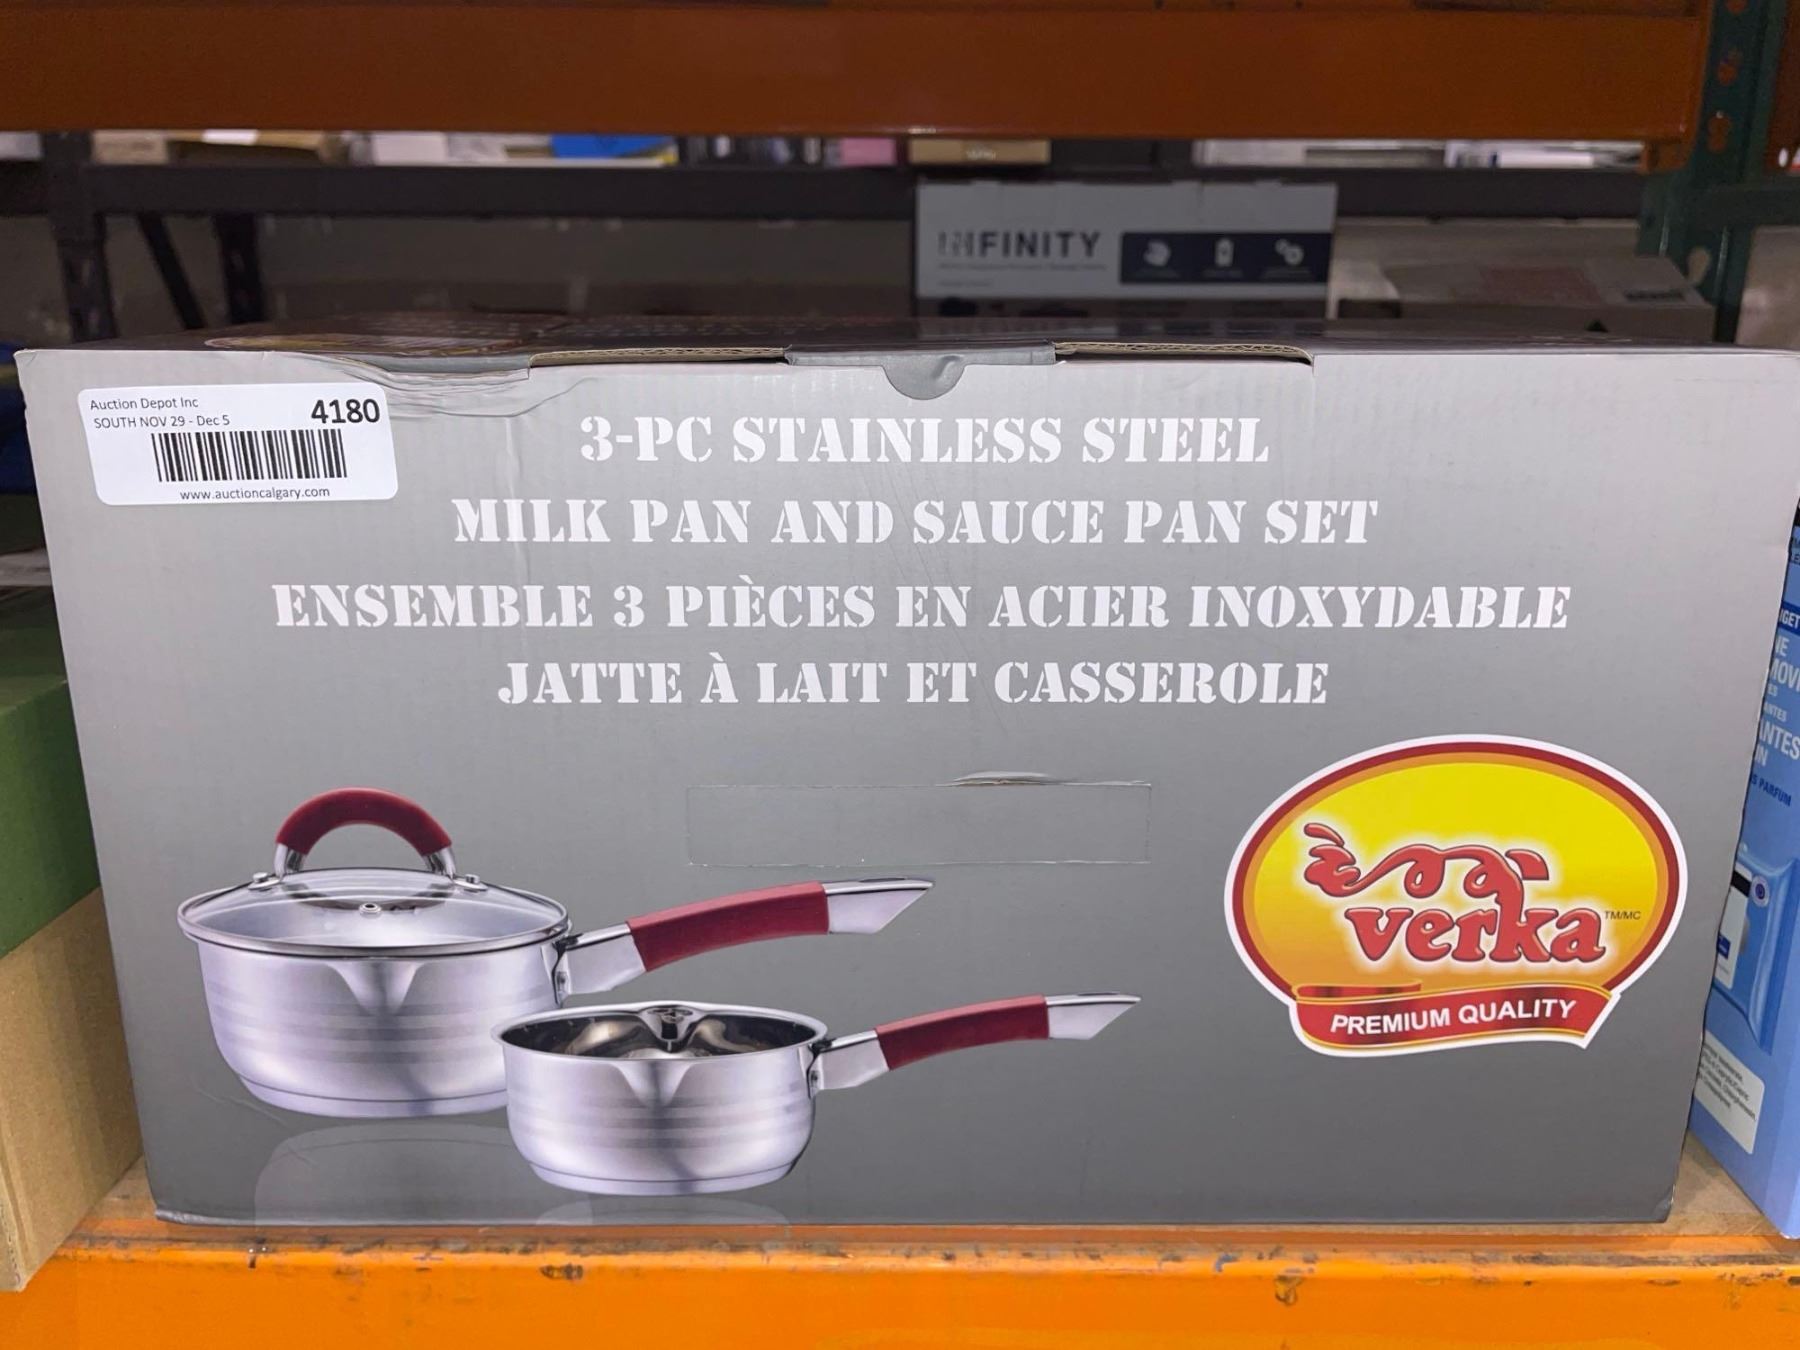 INFINITY
Auction Depot Inc
4180
SOUTH NOV 29 - Dec 5
www.auctioncalgary.com
3-PC STAINLESS STEEL
MILK PAN AND SAUCE PAN SET
ENSEMBLE 3 PIÈCES EN ACIER INOXYDABLE
JATTE À LAIT ET CASSEROLE
verka TM/MC
PREMIUM QUALITY
PARFUM